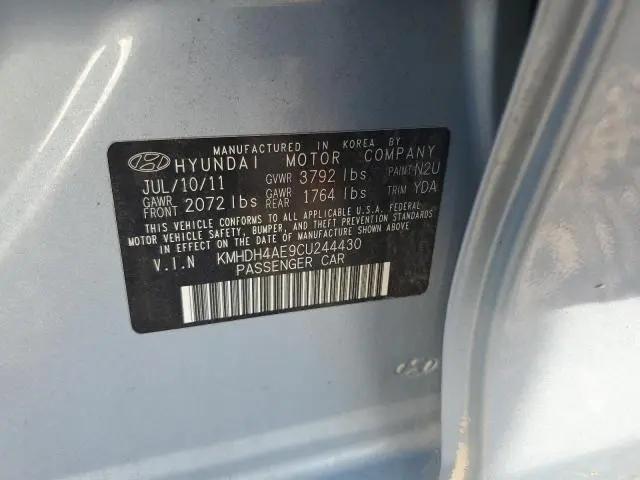 MANUFACTURED IN KOREA BY
HYUNDAI MOTOR COMPANY
JUL/10/11 GVWR 3792 lbs PAINT N2U
GAWR FRONT 2072 lbs GAWR REAR 1764 lbs TRIM YDA
THIS VEHICLE CONFORMS TO ALL APPLICABLE U.S.A. FEDERAL
MOTOR VEHICLE SAFETY, BUMPER, AND THEFT PREVENTION STANDARDS
IN EFFECT ON THE DATE OF MANUFACTURE SHOWN ABOVE.
V.I.N KMHDH4AE9CU244430
PASSENGER CAR